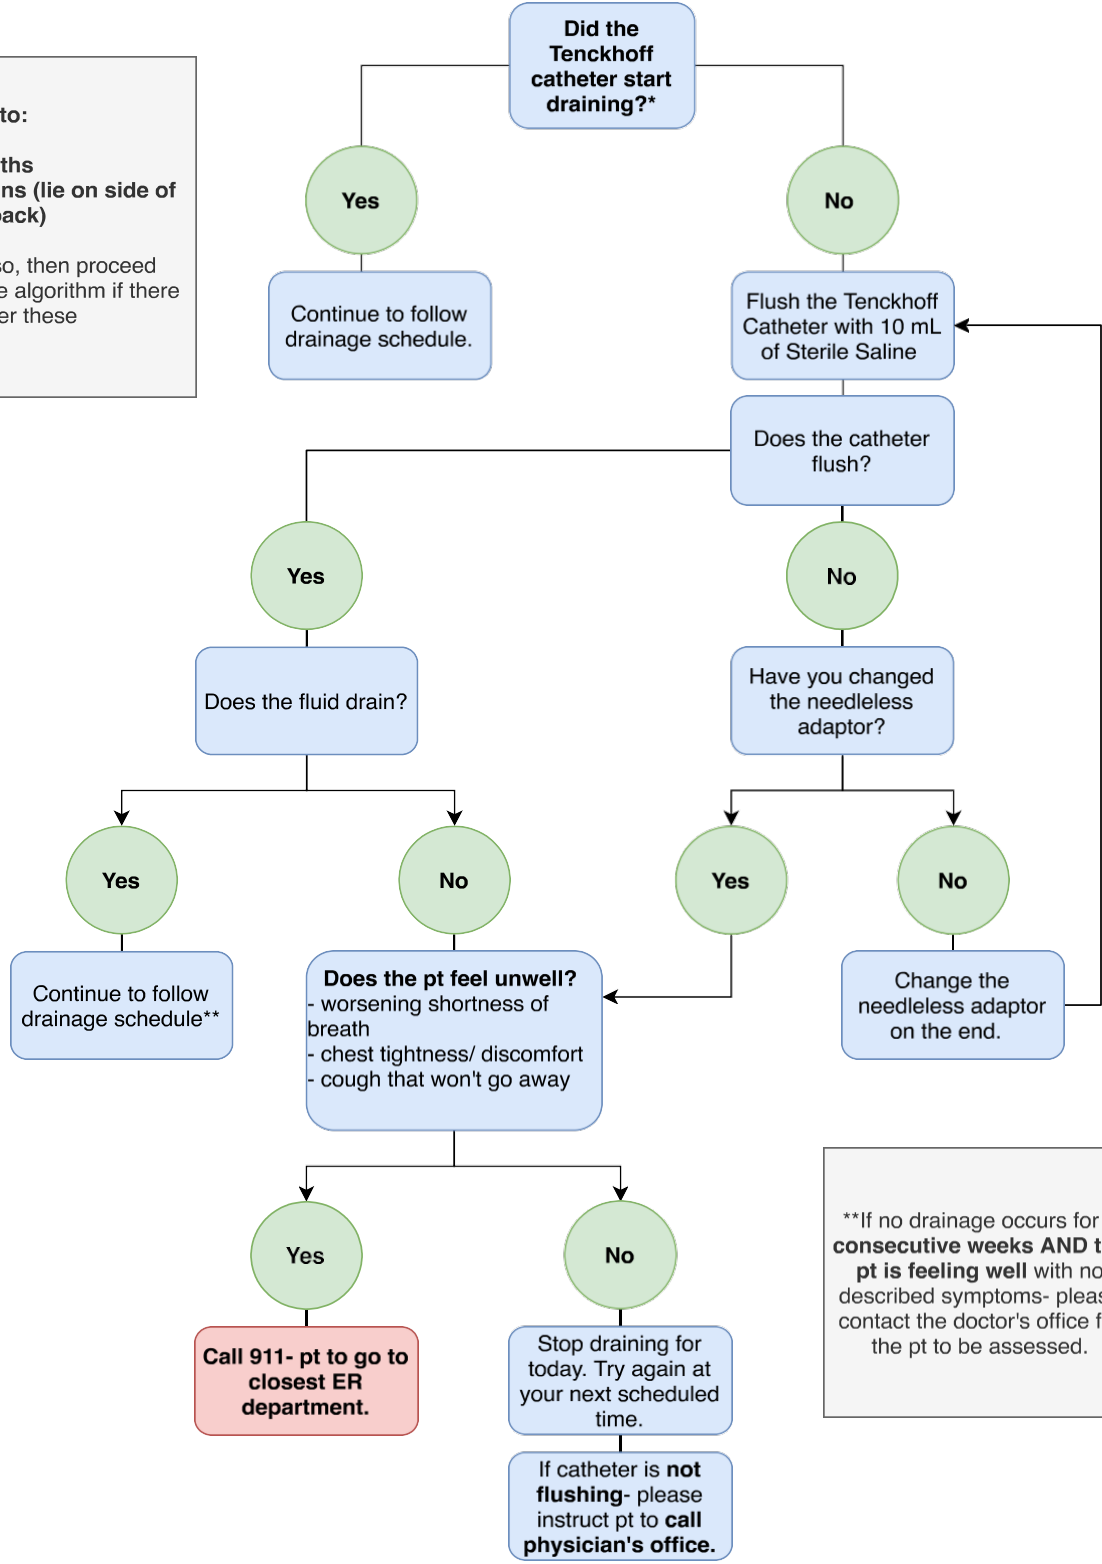 Did the
Tenckhoff
catheter start
draining?*
to:
ns (lie on side of
so, then proceed
algorithm if there
these
Yes
No
Continue to follow
drainage schedule.
Flush the Tenckhoff
Catheter with 10 mL
of Sterile Saline
Does the catheter
flush?
Yes
No
Does the fluid drain?
Have you changed
the needleless
adaptor?
Yes
No
Yes
No
Continue to follow
drainage schedule**
Does the pt feel unwell?
- worsening shortness of
breath
- chest tightness/ discomfort
- cough that won't go away
Change the
needleless adaptor
on the end.
Yes
No
Call 911- pt to go to
closest ER
department.
Stop draining for
today. Try again at
your next scheduled
time.
If catheter is not
flushing- please
instruct pt to call
physician's office.
**If no drainage occurs for
consecutive weeks AND
pt is feeling well with no
described symptoms-
contact the doctor's office
the pt to be assessed.